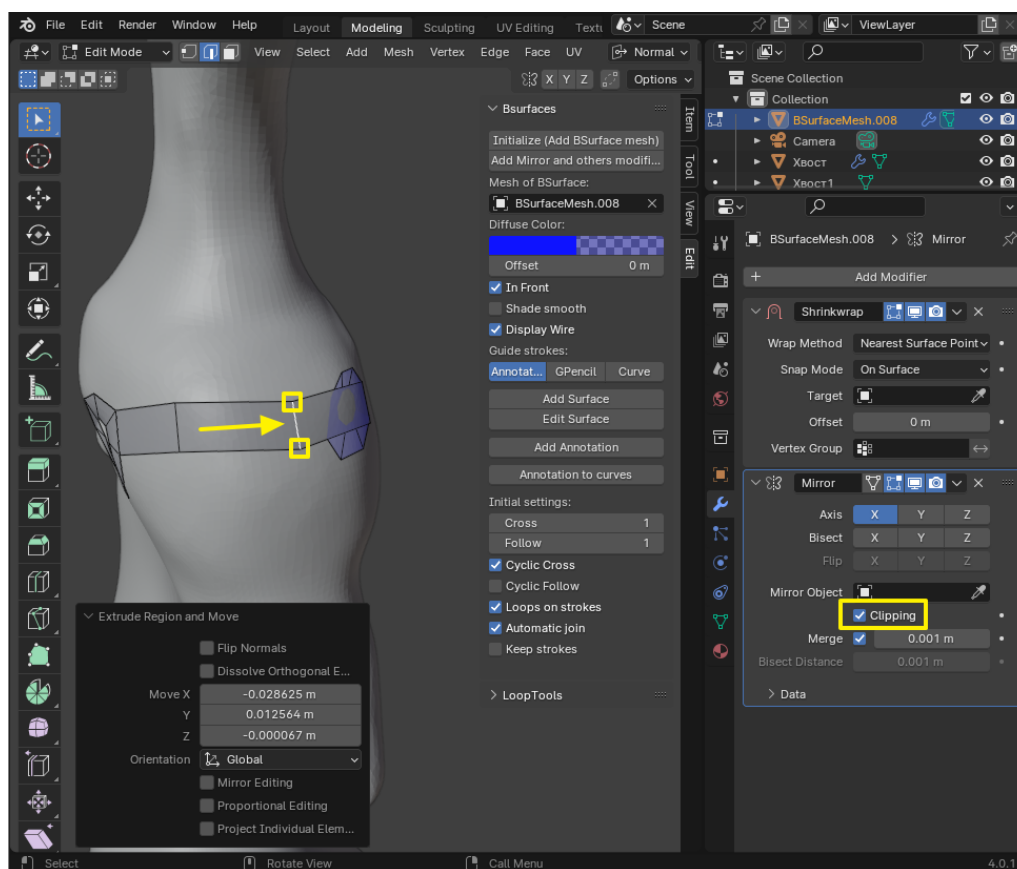 File Edit Render Window Help Layout Modeling Sculpting UV Editing Text Scene ViewLayer
Edit Mode View Select Add Mesh Vertex Edge Face UV Normal
X Y Z Options
Scene Collection
Collection
BSurfaceMesh.008
Camera
Хвост
Хвост1
Item
Tool
View
Edit
Bsurfaces
Initialize (Add BSurface mesh)
Add Mirror and others modifi...
Mesh of BSurface:
BSurfaceMesh.008
Diffuse Color:
Offset 0 m
In Front
Shade smooth
Display Wire
Guide strokes:
Annotat... GPencil Curve
Add Surface
Edit Surface
Add Annotation
Annotation to curves
Initial settings:
Cross 1
Follow 1
Cyclic Cross
Cyclic Follow
Loops on strokes
Automatic join
Keep strokes
LoopTools
BSurfaceMesh.008 > Mirror
+ Add Modifier
Shrinkwrap
Wrap Method Nearest Surface Point
Snap Mode On Surface
Target
Offset 0 m
Vertex Group
Mirror
Axis X Y Z
Bisect X Y Z
Flip X Y Z
Mirror Object
Clipping
Merge 0.001 m
Bisect Distance 0.001 m
Data
Extrude Region and Move
Flip Normals
Dissolve Orthogonal E...
Move X -0.028625 m
Y 0.012564 m
Z -0.000067 m
Orientation Global
Mirror Editing
Proportional Editing
Project Individual Elem...
Select Rotate View Call Menu 4.0.1